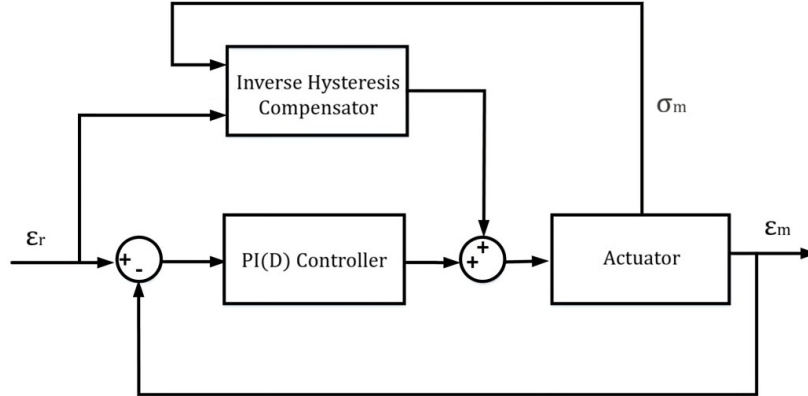 Inverse Hysteresis
Compensator
σm
εr
εm
+
-
PI(D) Controller
+
+
Actuator